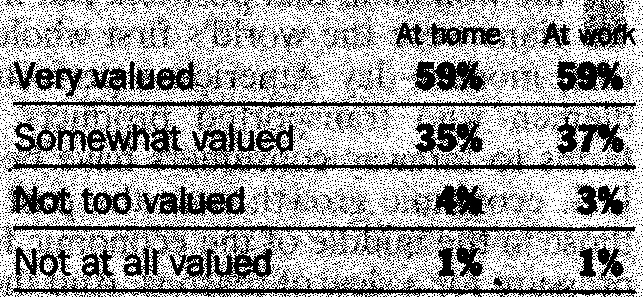 At home At work
Very valued 59% 59%
Somewhat valued 35% 37%
Not too valued 4% 3%
Not at all valued 1% 1%